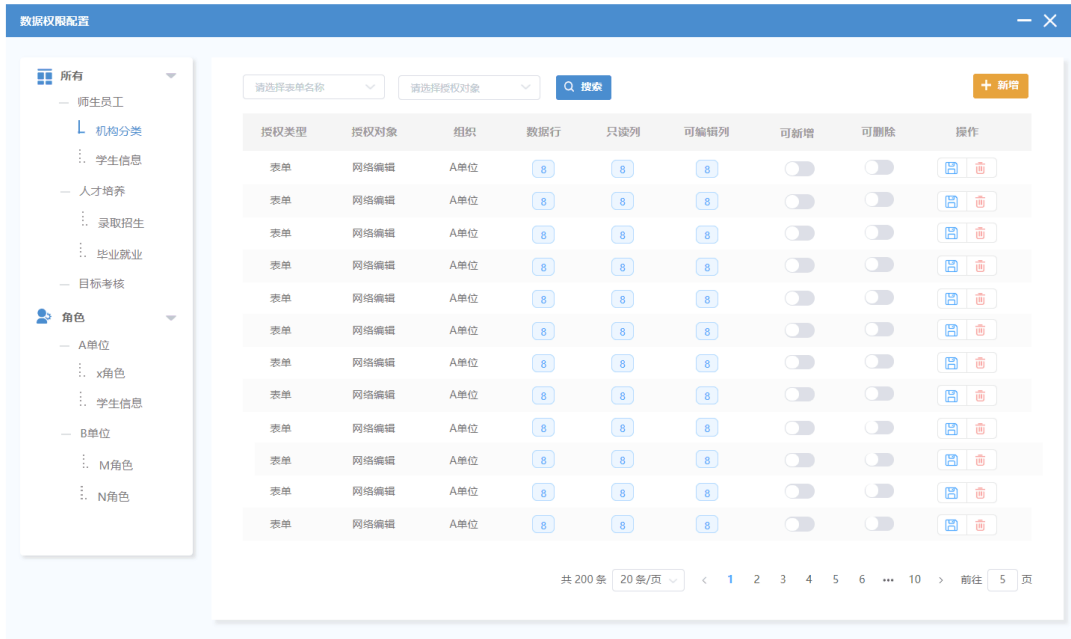 数据权限配置
所有
师生员工
机构分类
学生信息
人才培养
录取招生
毕业就业
目标考核
角色
A单位
x角色
学生信息
B单位
M角色
N角色
请选择表单名称 请选择授权对象 搜索 新增
授权类型 授权对象 组织 数据行 只读列 可编辑列 可新增 可删除 操作
表单 网络编辑 A单位 8 8 8
表单 网络编辑 A单位 8 8 8
表单 网络编辑 A单位 8 8 8
表单 网络编辑 A单位 8 8 8
表单 网络编辑 A单位 8 8 8
表单 网络编辑 A单位 8 8 8
表单 网络编辑 A单位 8 8 8
表单 网络编辑 A单位 8 8 8
表单 网络编辑 A单位 8 8 8
表单 网络编辑 A单位 8 8 8
表单 网络编辑 A单位 8 8 8
表单 网络编辑 A单位 8 8 8
共 200 条 20 条/页 < 1 2 3 4 5 6 ••• 10 > 前往 5 页